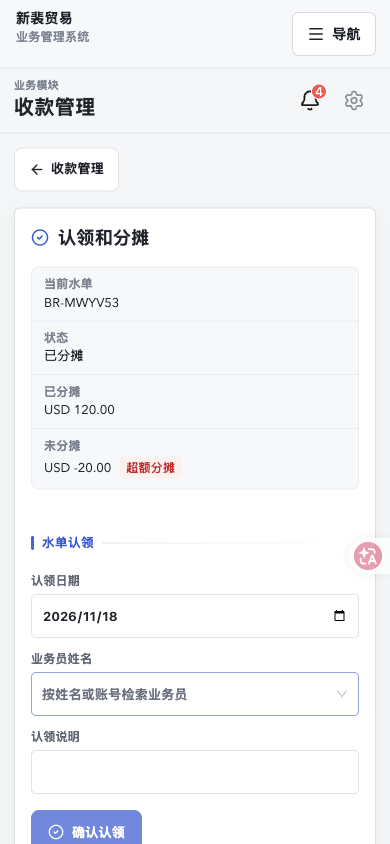 新裴贸易
业务管理系统
导航
业务模块
收款管理
4
收款管理
认领和分摊
当前水单
BR-MWYV53
状态
已分摊
已分摊
USD 120.00
未分摊
USD -20.00 超额分摊
水单认领
认领日期
2026/11/18
业务员姓名
按姓名或账号检索业务员
认领说明
确认认领